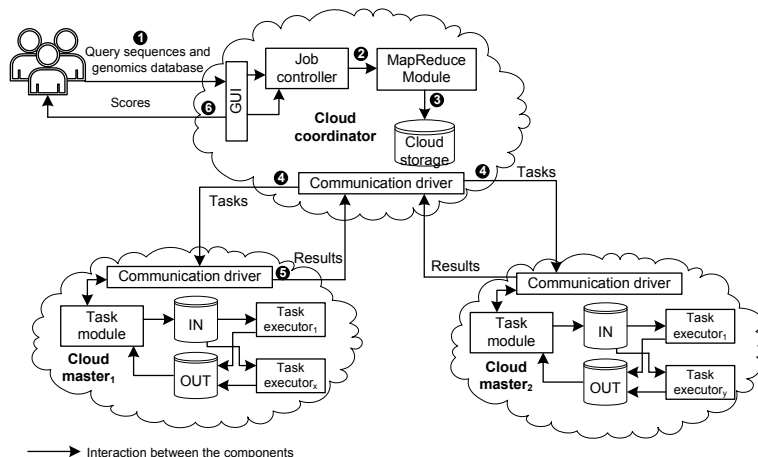 1
Query sequences and
genomics database
Scores
6
GUI
Job
controller
2
MapReduce
Module
3
Cloud
coordinator
Cloud
storage
4
Communication driver
4
Tasks
Tasks
Results
Results
Communication driver
5
Task
module
IN
Task
executor1
Cloud
master1
OUT
Task
executorx
Communication driver
Task
module
IN
Task
executor1
Cloud
master2
OUT
Task
executory
Interaction between the components